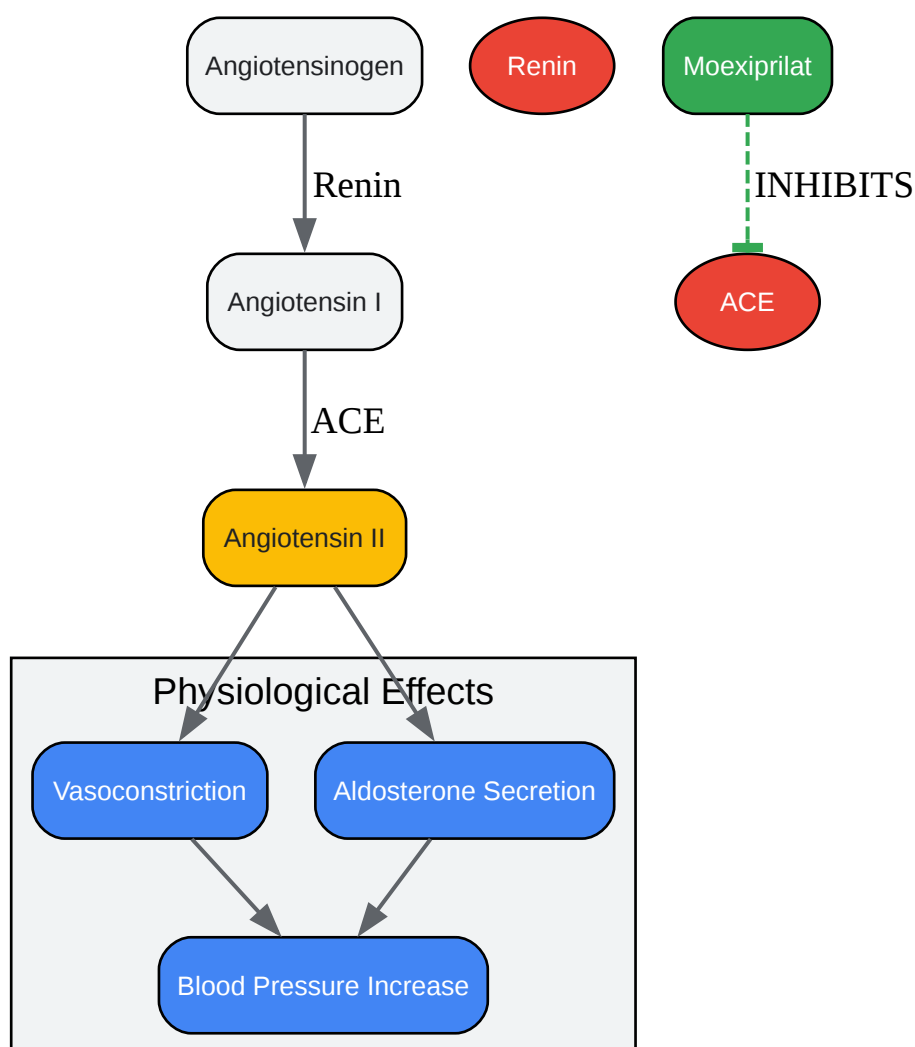 Angiotensinogen
Renin
Moexiprilat
Renin
INHIBITS
Angiotensin I
ACE
ACE
Angiotensin II
Physiological Effects
Vasoconstriction
Aldosterone Secretion
Blood Pressure Increase